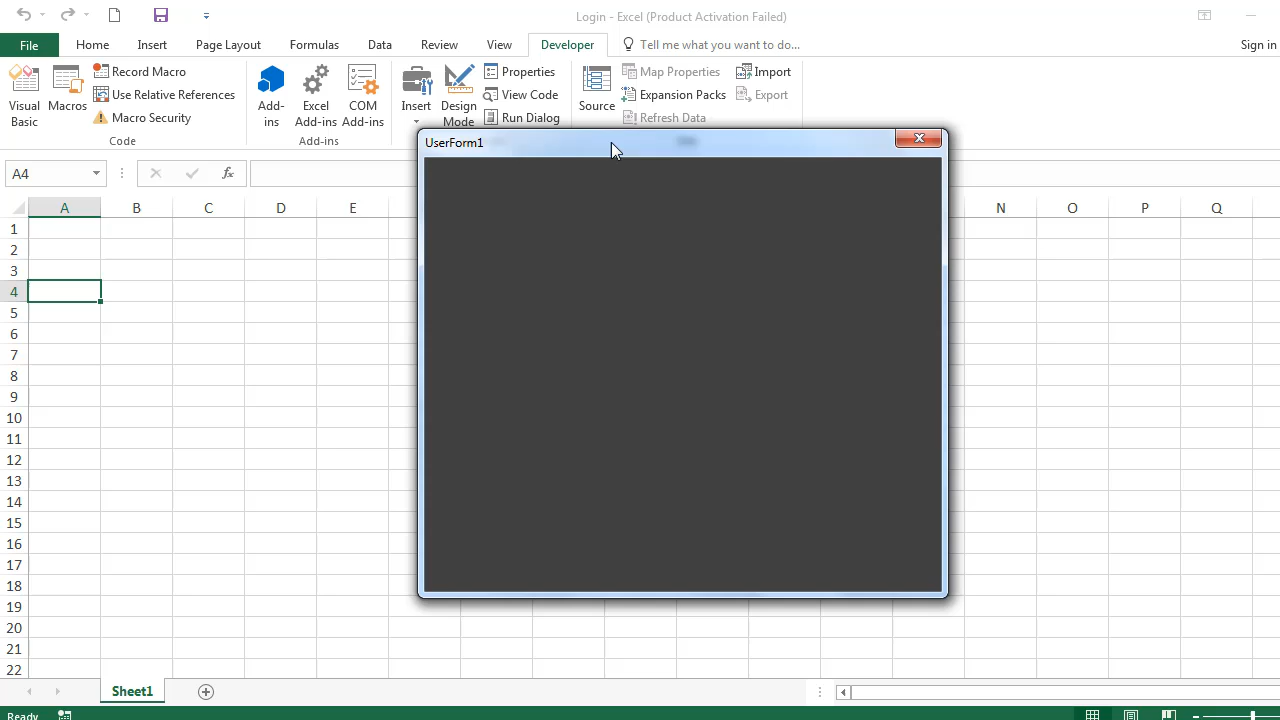 Login - Excel (Product Activation Failed)
File Home Insert Page Layout Formulas Data Review View Developer Tell me what you want to do... Sign in
Visual Basic
Macros
Record Macro
Use Relative References
Macro Security
Code
Add-ins
Excel Add-ins
COM Add-ins
Add-ins
Insert
Design Mode
Properties
View Code
Run Dialog
Source
Map Properties
Expansion Packs
Refresh Data
Import
Export
UserForm1
A4
fx
A B C D E N O P Q
1
2
3
4
5
6
7
8
9
10
11
12
13
14
15
16
17
18
19
20
21
22
Sheet1
Ready